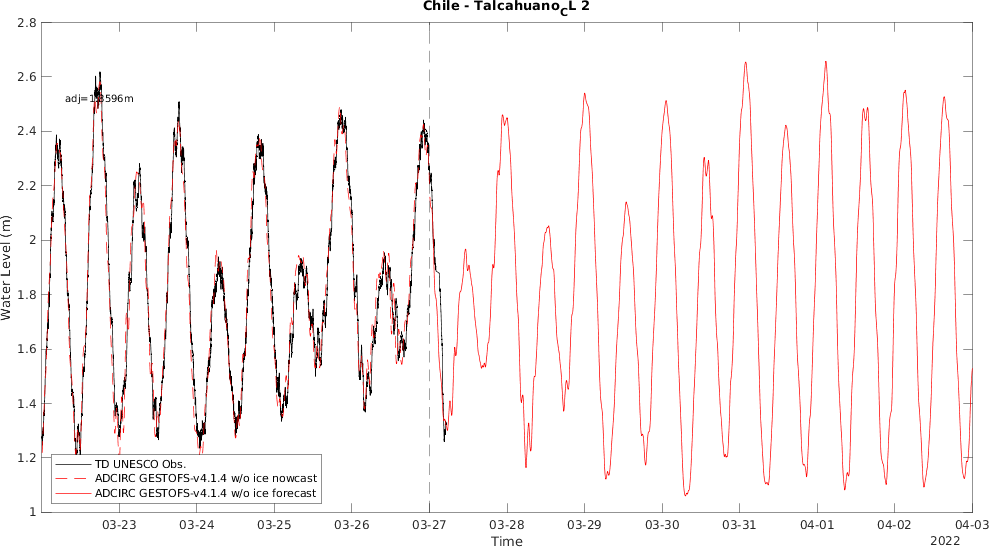 Chile - Talcahuano_CL 2
2.8
2.6
2.4
2.2
2
1.8
1.6
1.4
1.2
1
Water Level (m)
TD UNESCO Obs.
ADCIRC GESTOFS-v4.1.4 w/o ice nowcast
ADCIRC GESTOFS-v4.1.4 w/o ice forecast
03-23 03-24 03-25 03-26 03-27 03-28 03-29 03-30 03-31 04-01 04-02 04-03
Time
2022